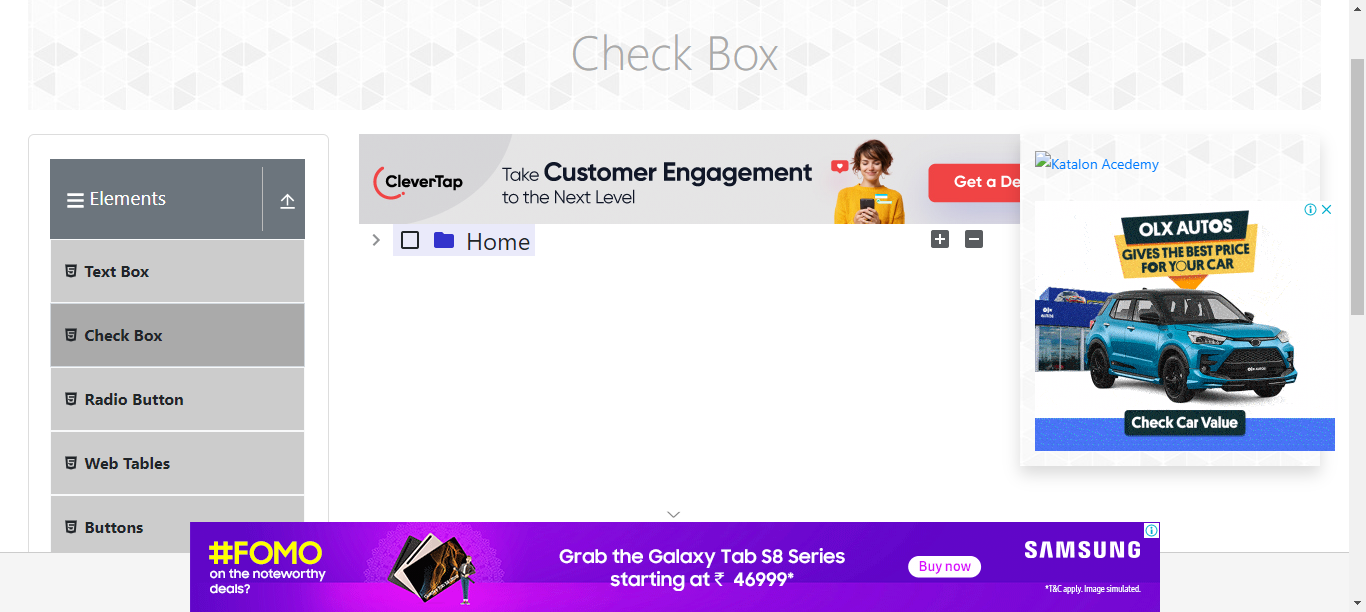 Check Box
Elements
Text Box
Check Box
Radio Button
Web Tables
Buttons
CleverTap
Take Customer Engagement
to the Next Level
Get a De
Home
Katalon Acedemy
OLX AUTOS
GIVES THE BEST PRICE
FOR YOUR CAR
Check Car Value
#FOMO
on the noteworthy
deals?
Grab the Galaxy Tab S8 Series
starting at ₹ 46999*
Buy now
SAMSUNG
*T&C apply. Image simulated.